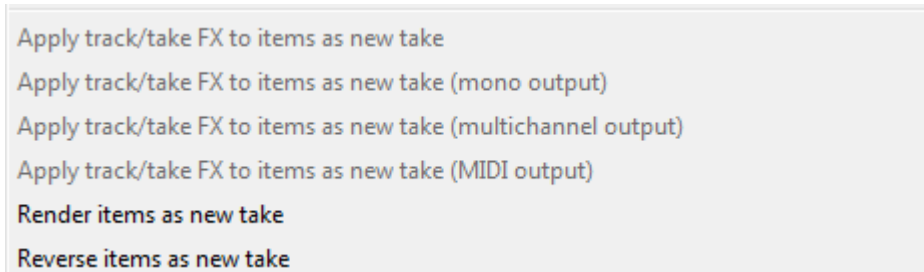 Apply track/take FX to items as new take
Apply track/take FX to items as new take (mono output)
Apply track/take FX to items as new take (multichannel output)
Apply track/take FX to items as new take (MIDI output)
Render items as new take
Reverse items as new take